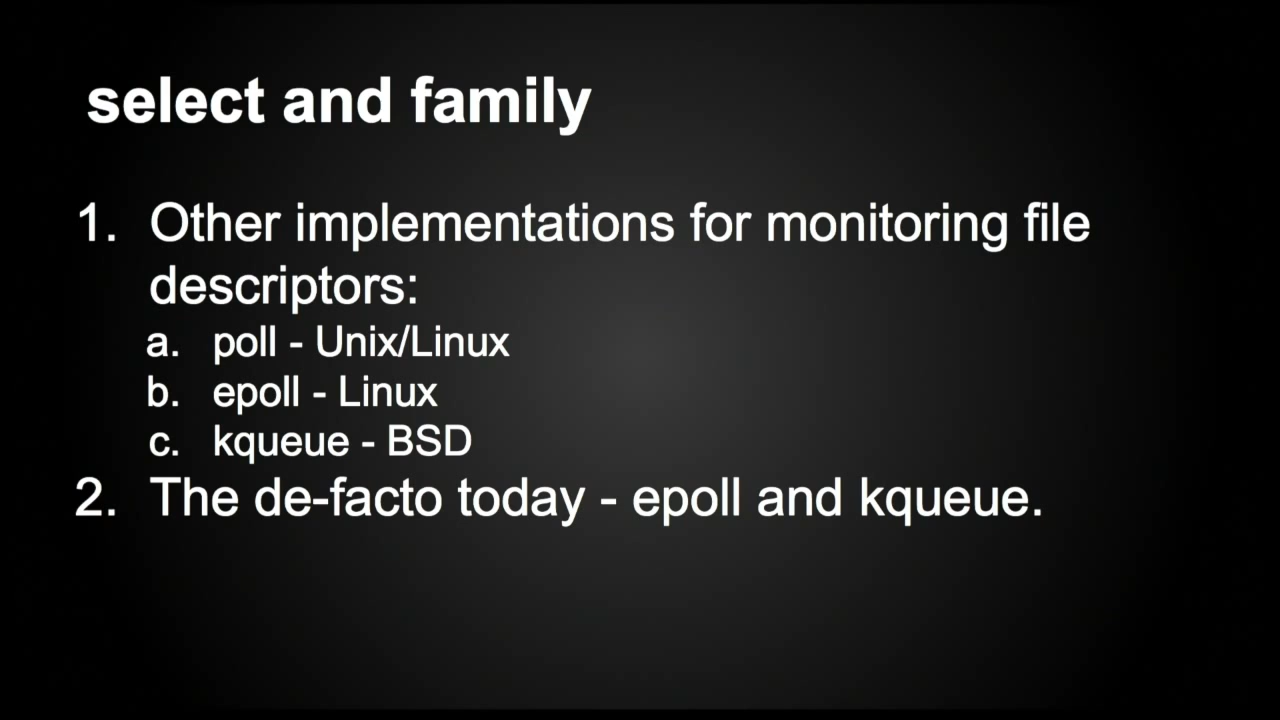 select and family
1. Other implementations for monitoring file
descriptors:
a. poll - Unix/Linux
b. epoll - Linux
c. kqueue - BSD
2. The de-facto today - epoll and kqueue.